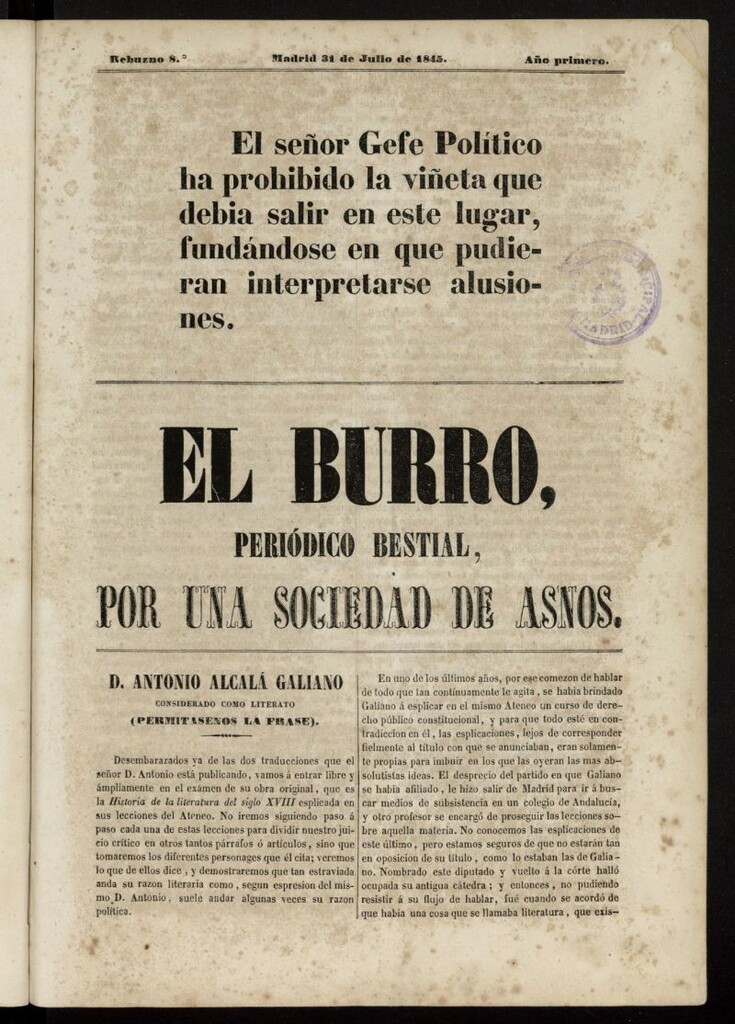 Rebuzno 8.° Madrid 31 de Julio de 1845. Año primero.
El señor Gefe Político
ha prohibido la viñeta que
debia salir en este lugar,
fundándose en que pudie-
ran interpretarse alusio-
nes.
EL BURRO,
PERIÓDICO BESTIAL,
POR UNA SOCIEDAD DE ASNOS.
D. ANTONIO ALCALÁ GALIANO
CONSIDERADO COMO LITERATO
(PERMITASENOS LA FRASE).
Desembarazados ya de las dos traducciones que el
señor D. Antonio está publicando, vamos á entrar libre y
ámpliamente en el exámen de su obra original, que es
la Historia de la literatura del siglo XVIII esplicada en
sus lecciones del Ateneo. No iremos siguiendo paso á
paso cada una de estas lecciones para dividir nuestro jui-
cio crítico en otros tantos párrafos ó artículos, sino que
tomaremos los diferentes personages que él cita; veremos
lo que de ellos dice, y demostraremos que tan estraviada
anda su razon literaria como, segun espresion del mis-
mo D. Antonio, suele andar algunas veces su razon
política.
En uno de los últimos años, por ese comezon de hablar
de todo que tan contínuamente le agita, se habia brindado
Galiano á esplicar en el mismo Ateneo un curso de dere-
cho público constitucional, y para que todo esté en con-
tradiccion en él, las esplicaciones, lejos de corresponder
fielmente al título con que se anunciaban, eran solamen-
te propias para imbuir en los que las oyeran las mas ab-
solutistas ideas. El desprecio del partido en que Galiano
se habia afiliado, le hizo salir de Madrid para ir á bus-
car medios de subsistencia en un colegio de Andalucía,
y otro profesor se encargó de proseguir las lecciones so-
bre aquella materia. No conocemos las esplicaciones de
este último, pero estamos seguros de que no estarán tan
en oposicion de su título, como lo estaban las de Galia-
no. Nombrado este diputado y vuelto á la córte halló
ocupada su antigua cátedra; y entonces, no pudiendo
resistir á su flujo de hablar, fué cuando se acordó de
que habia una cosa que se llamaba literatura, que exis-